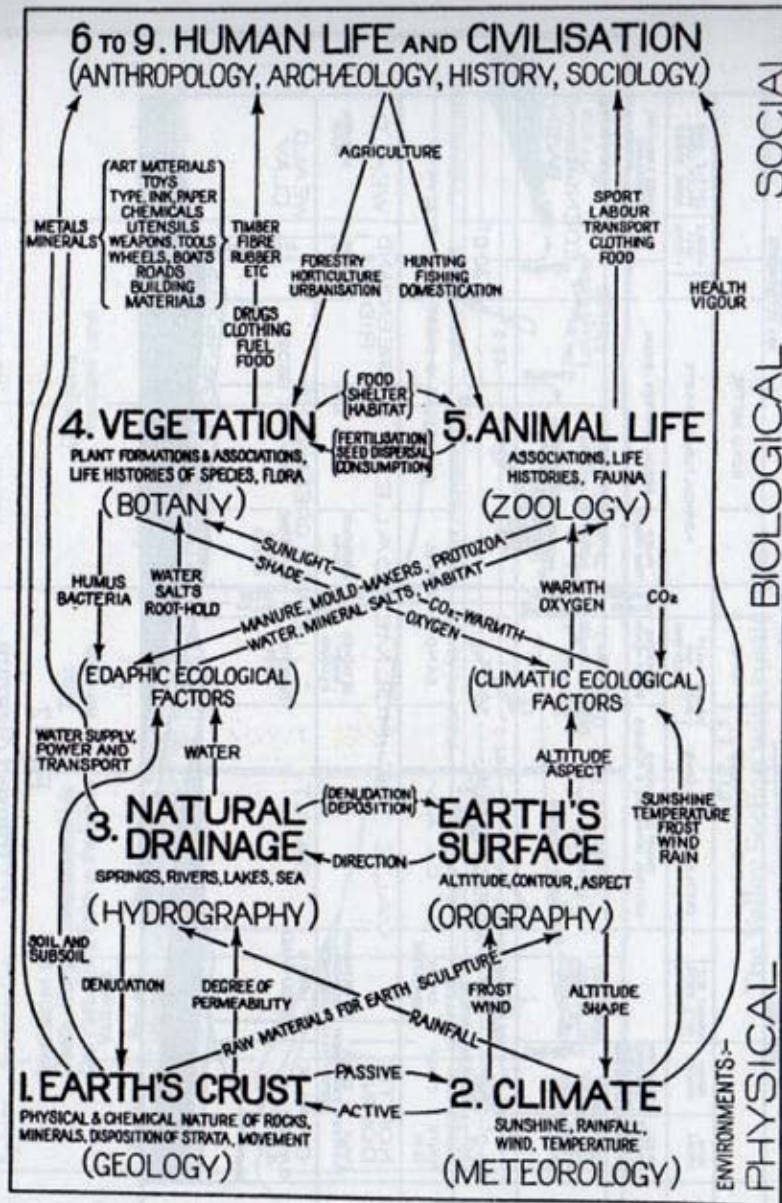 6 TO 9. HUMAN LIFE AND CIVILISATION
(ANTHROPOLOGY, ARCHÆOLOGY, HISTORY, SOCIOLOGY.)
METALS
MINERALS
ART MATERIALS
TOYS
TYPE, INK, PAPER
CHEMICALS
UTENSILS
WEAPONS, TOOLS
WHEELS, BOATS
ROADS
BUILDING
MATERIALS
TIMBER
FIBRE
RUBBER
ETC
DRUGS
CLOTHING
FUEL
FOOD
AGRICULTURE
FORESTRY
HORTICULTURE
URBANISATION
HUNTING
FISHING
DOMESTICATION
SPORT
LABOUR
TRANSPORT
CLOTHING
FOOD
HEALTH
VIGOUR
SOCIAL
4. VEGETATION
PLANT FORMATIONS & ASSOCIATIONS,
LIFE HISTORIES OF SPECIES, FLORA
(BOTANY)
FOOD
SHELTER
HABITAT
FERTILISATION
SEED DISPERSAL
CONSUMPTION
5. ANIMAL LIFE
ASSOCIATIONS, LIFE
HISTORIES, FAUNA
(ZOOLOGY)
BIOLOGICAL
HUMUS
BACTERIA
WATER
SALTS
ROOT-HOLD
SUNLIGHT.
CO₂-WARMTH
SHADE
OXYGEN
MANURE, MOULD-MAKERS, PROTOZOA
WATER, MINERAL SALTS, HABITAT
WARMTH
OXYGEN
CO₂
(EDAPHIC ECOLOGICAL
FACTORS)
(CLIMATIC ECOLOGICAL
FACTORS)
WATER SUPPLY,
POWER AND
TRANSPORT
WATER
ALTITUDE
ASPECT
SUNSHINE
TEMPERATURE
FROST
WIND
RAIN
3. NATURAL
DRAINAGE
SPRINGS, RIVERS, LAKES, SEA
(HYDROGRAPHY)
DENUDATION
DEPOSITION
DIRECTION
EARTH'S
SURFACE
ALTITUDE, CONTOUR, ASPECT
(OROGRAPHY)
SOIL AND
SUBSOIL
DENUDATION
DEGREE OF
PERMEABILITY
RAW MATERIALS FOR EARTH SCULPTURE
RAINFALL
FROST
WIND
ALTITUDE
SHAPE
1. EARTH'S CRUST
PHYSICAL & CHEMICAL NATURE OF ROCKS,
MINERALS, DISPOSITION OF STRATA, MOVEMENT
(GEOLOGY)
PASSIVE
ACTIVE
2. CLIMATE
SUNSHINE, RAINFALL,
WIND, TEMPERATURE
(METEOROLOGY)
ENVIRONMENTS:-
PHYSICAL